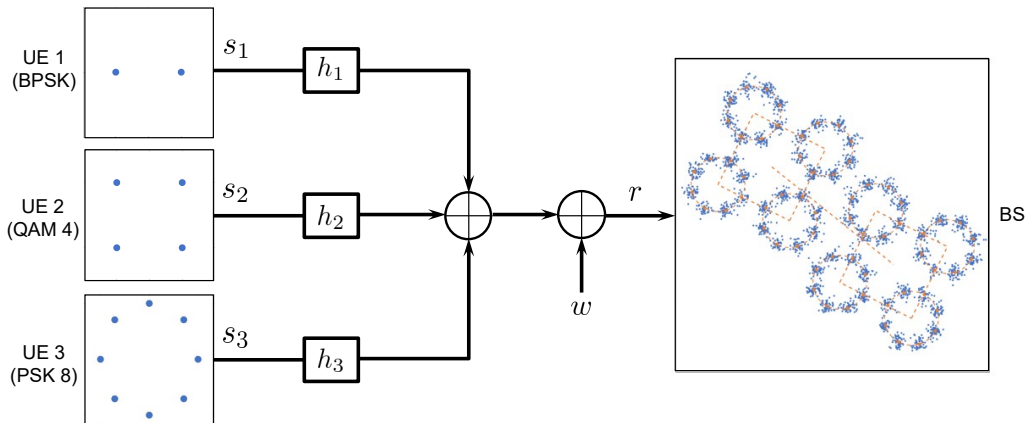 UE 1
(BPSK)
s₁
h₁
UE 2
(QAM 4)
s₂
h₂
r
BS
w
UE 3
(PSK 8)
s₃
h₃